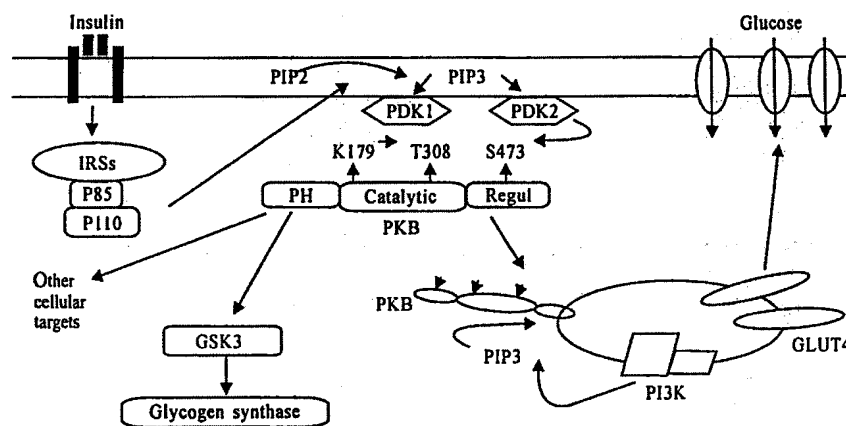 Insulin
Glucose
PIP2
PIP3
PDK1
PDK2
K179
T308
S473
IRSs
P85
P110
PH
Catalytic
Regul
PKB
Other
cellular
targets
PKB
GSK3
PIP3
GLUT4
PI3K
Glycogen synthase